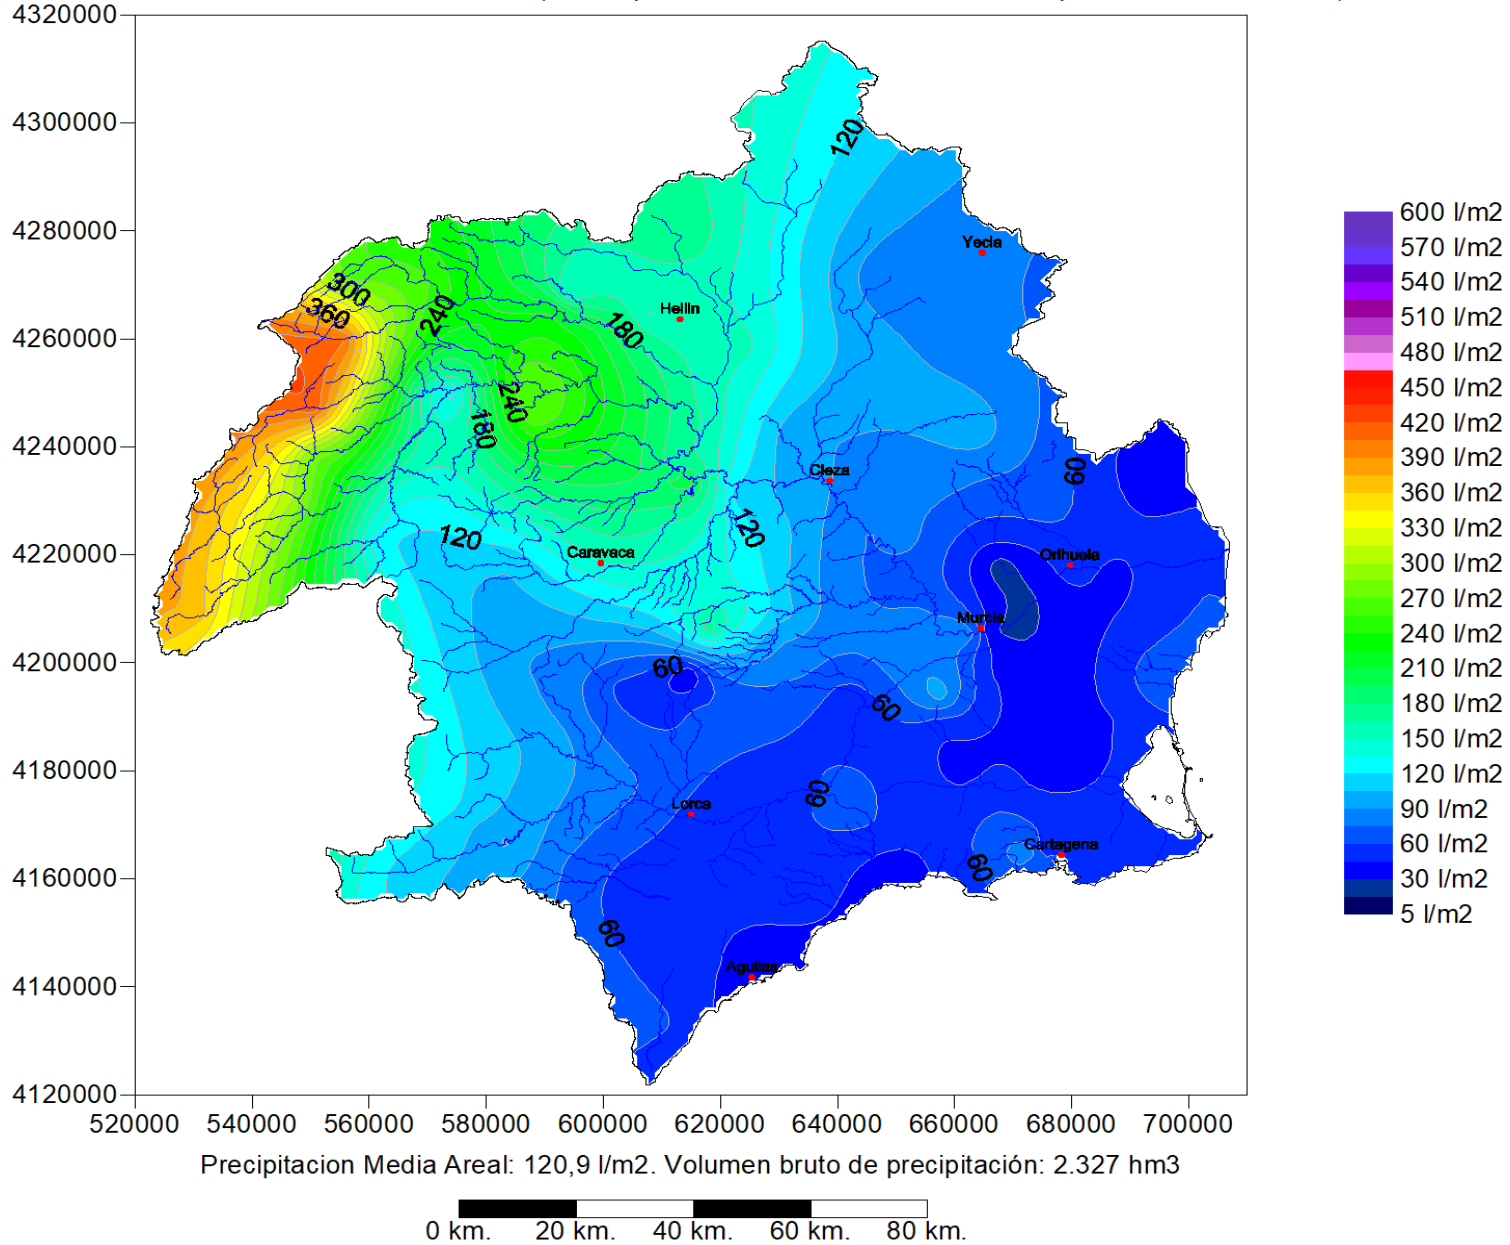 4320000
4300000
4280000
4260000
4240000
4220000
4200000
4180000
4160000
4140000
4120000
520000 540000 560000 580000 600000 620000 640000 660000 680000 700000
120
Yecla
300
360
240
Hellin
180
240
180
Cieza
60
120
120
Caravaca
Orihuela
Murcia
60
60
60
Lorca
Cartagena
60
60
Aguilas
600 l/m2
570 l/m2
540 l/m2
510 l/m2
480 l/m2
450 l/m2
420 l/m2
390 l/m2
360 l/m2
330 l/m2
300 l/m2
270 l/m2
240 l/m2
210 l/m2
180 l/m2
150 l/m2
120 l/m2
90 l/m2
60 l/m2
30 l/m2
5 l/m2
Precipitacion Media Areal: 120,9 l/m2. Volumen bruto de precipitación: 2.327 hm3
0 km. 20 km. 40 km. 60 km. 80 km.